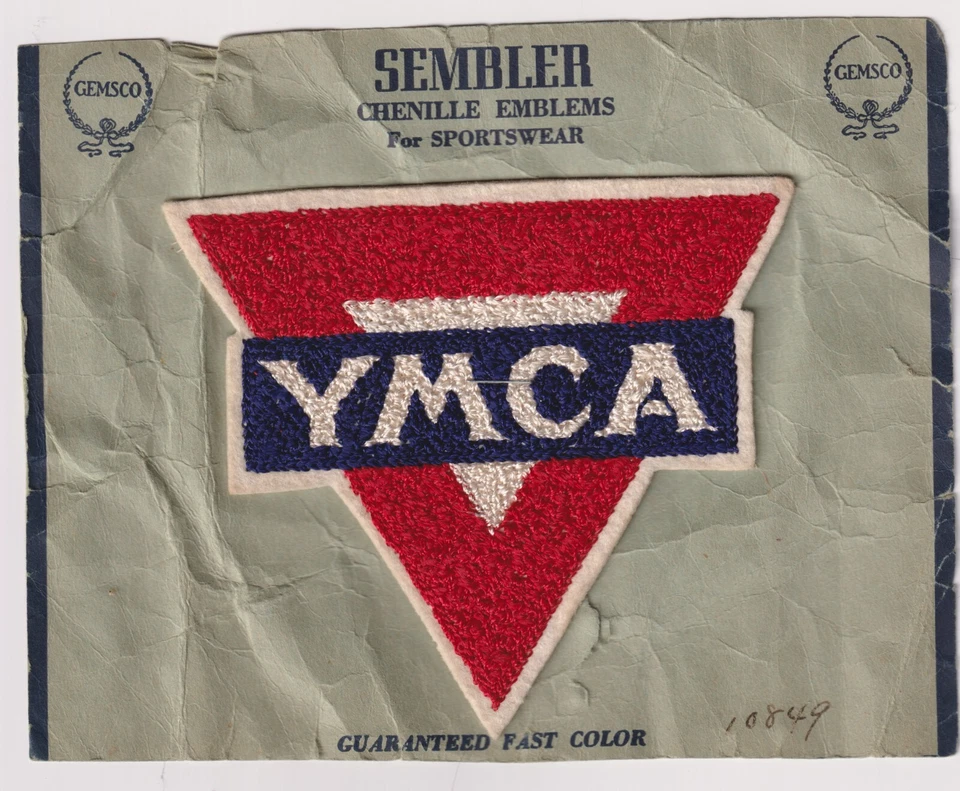 GEMSCO
SEMBLER
GEMSCO
CHENILLE EMBLEMS
For SPORTSWEAR
YMCA
10849
GUARANTEED FAST COLOR